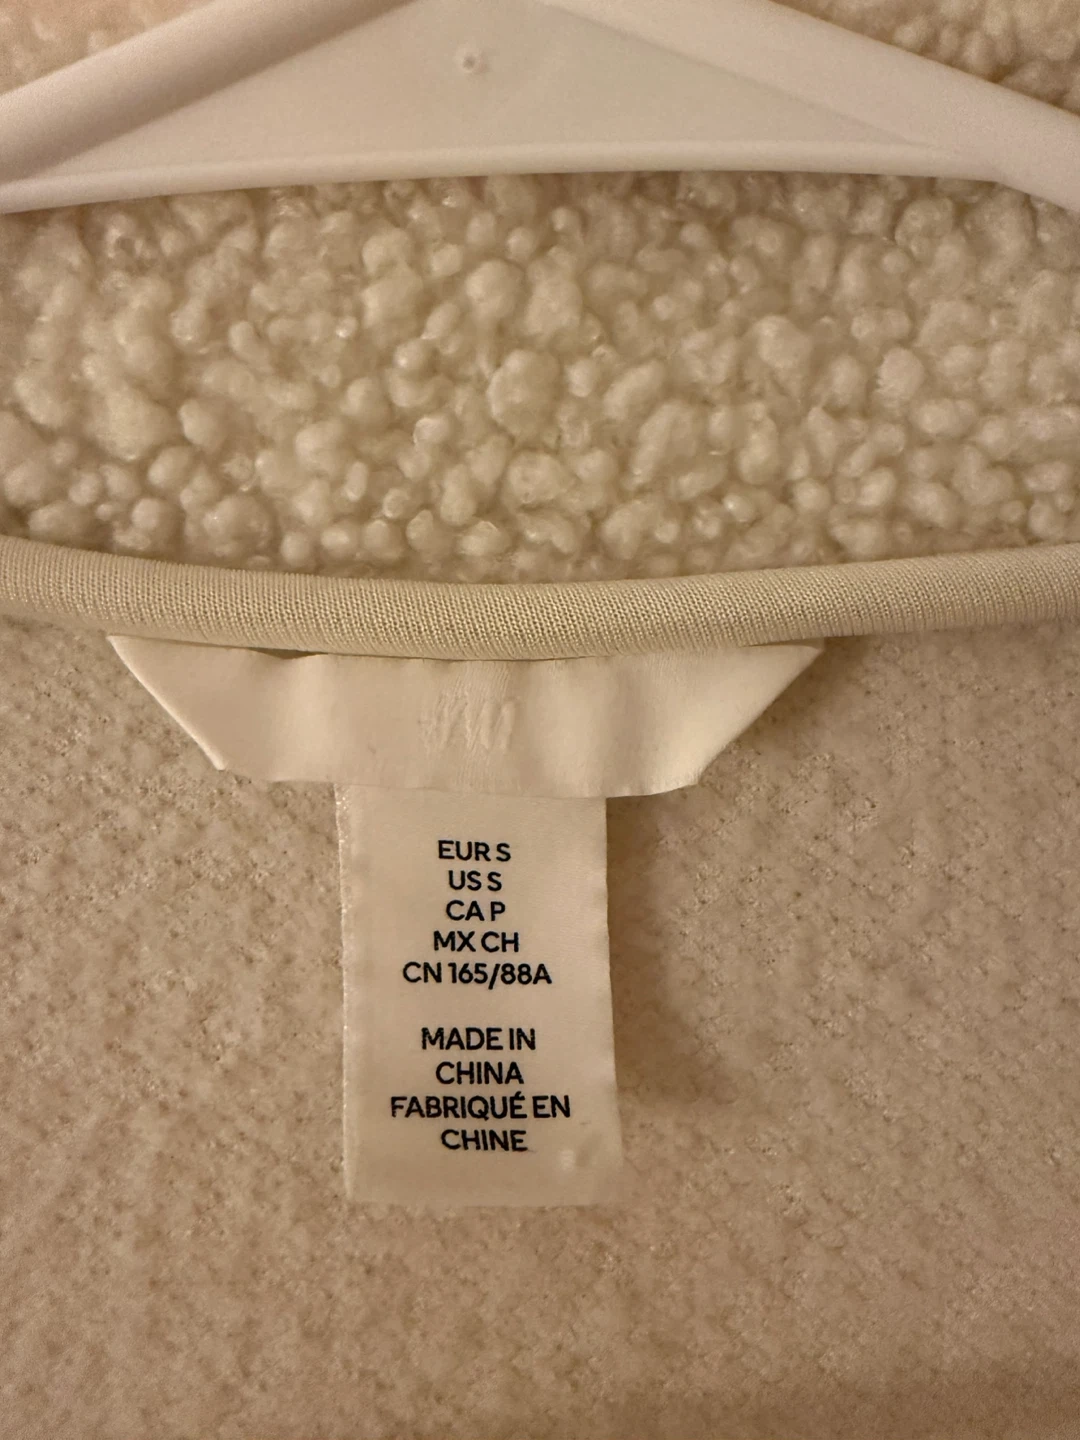 H&M
EUR S
US S
CA P
MX CH
CN 165/88A
MADE IN
CHINA
FABRIQUÉ EN
CHINE